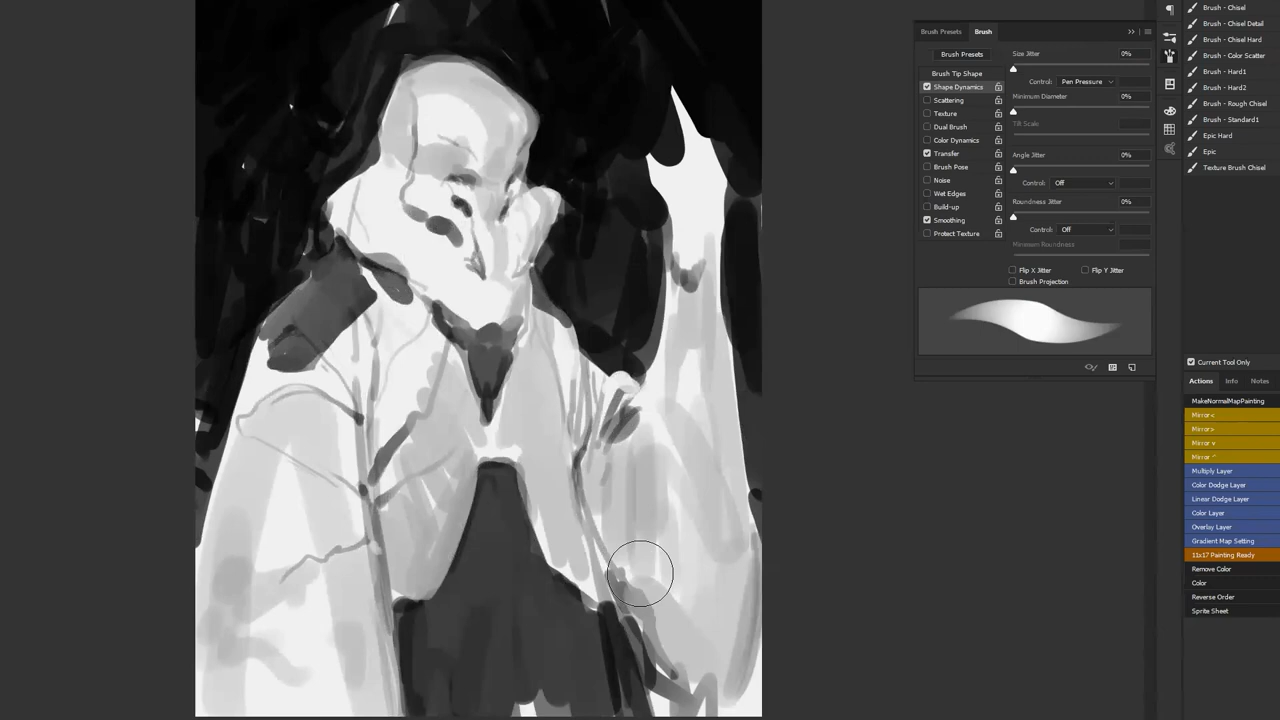 Brush Presets Brush
Brush Presets
Size Jitter 0%
Brush Tip Shape
Control: Pen Pressure
Shape Dynamics
Scattering
Minimum Diameter 0%
Texture
Tilt Scale
Dual Brush
Color Dynamics
Transfer
Angle Jitter 0%
Brush Pose
Noise
Control: Off
Wet Edges
Build-up
Roundness Jitter 0%
Smoothing
Control: Off
Protect Texture
Minimum Roundness
Flip X Jitter Flip Y Jitter
Brush Projection
Brush - Chisel
Brush - Chisel Detail
Brush - Chisel Hard
Brush - Color Scatter
Brush - Hard1
Brush - Hard2
Brush - Rough Chisel
Brush - Standard1
Epic Hard
Epic
Texture Brush Chisel
Current Tool Only
Actions Info Notes
MakeNormalMapPainting
Mirror <
Mirror >
Mirror v
Mirror ^
Multiply Layer
Color Dodge Layer
Linear Dodge Layer
Color Layer
Overlay Layer
Gradient Map Setting
11x17 Painting Ready
Remove Color
Color
Reverse Order
Sprite Sheet